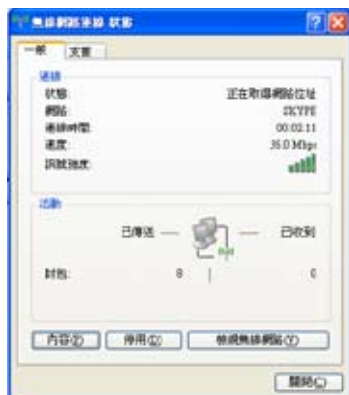 無線網路連線 狀態
一般 支援
連線
狀態: 正在取得網路位址
網路: SKYPE
連線時間: 00:02:11
速度: 36.0 Mbps
訊號強度:
活動
已傳送 — — 已收到
封包: 8 | 0
內容(P) 停用(D) 檢視無線網路(V)
關閉(C)